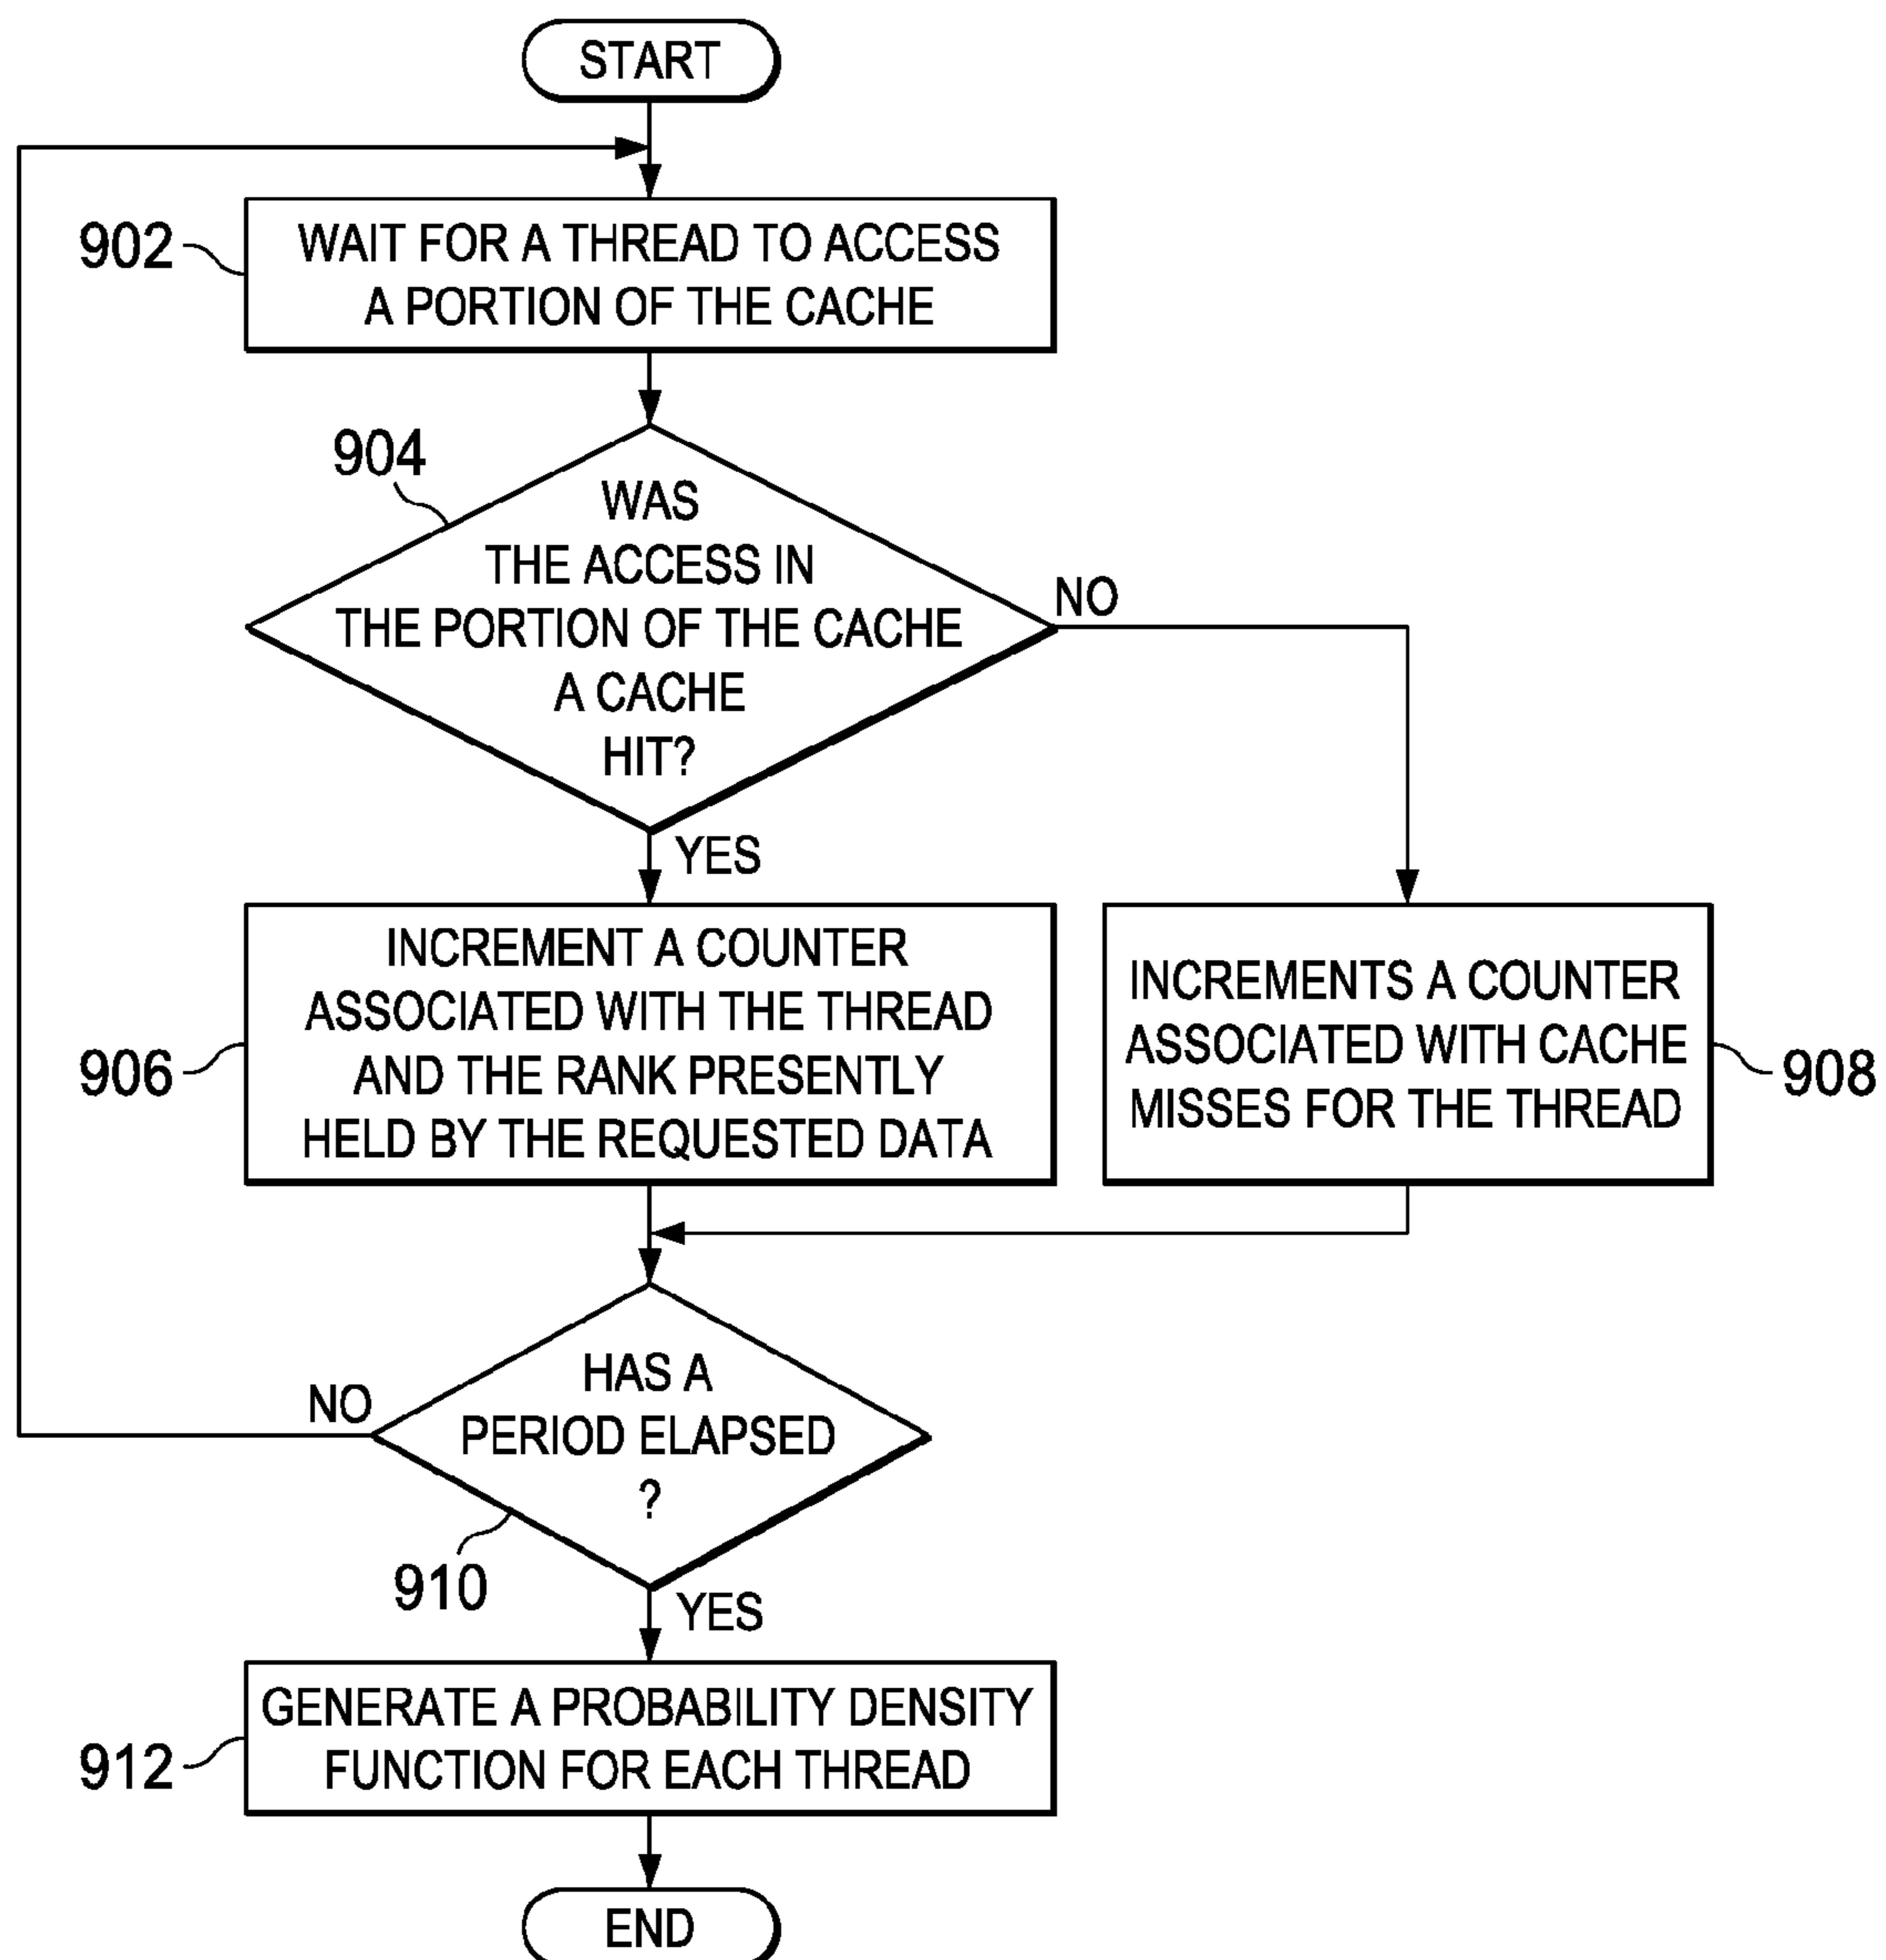 START
902
WAIT FOR A THREAD TO ACCESS
A PORTION OF THE CACHE
904
WAS
THE ACCESS IN
THE PORTION OF THE CACHE
A CACHE
HIT?
NO
YES
906
INCREMENT A COUNTER
ASSOCIATED WITH THE THREAD
AND THE RANK PRESENTLY
HELD BY THE REQUESTED DATA
INCREMENTS A COUNTER
ASSOCIATED WITH CACHE
MISSES FOR THE THREAD
908
NO
HAS A
PERIOD ELAPSED
?
910
YES
912
GENERATE A PROBABILITY DENSITY
FUNCTION FOR EACH THREAD
END